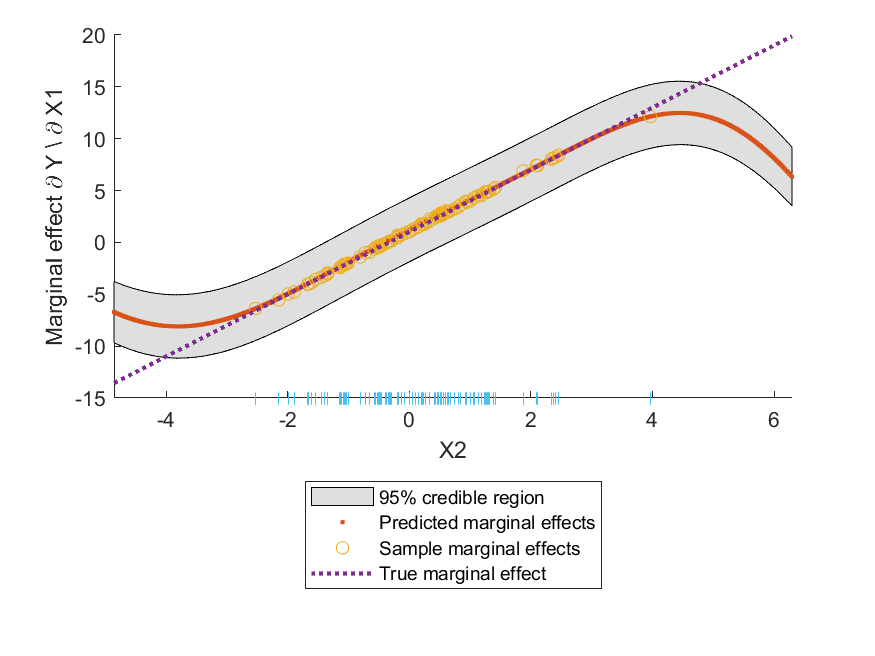 20
15
10
5
0
-5
-10
-15
Marginal effect ∂ Y \ ∂ X1
-4
-2
0
2
4
6
X2
95% credible region
Predicted marginal effects
Sample marginal effects
True marginal effect